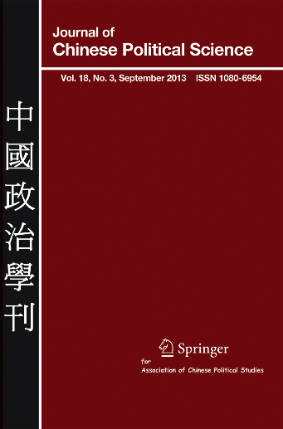 Journal of
Chinese Political Science
Vol. 18, No. 3, September 2013 ISSN 1080-6954
中國政治學刊
Springer
for
Association of Chinese Political Studies